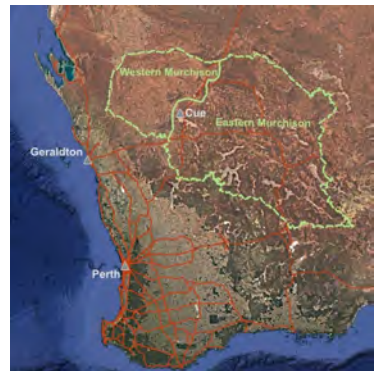 Western Murchison
Cue
Eastern Murchison
Geraldton
Perth